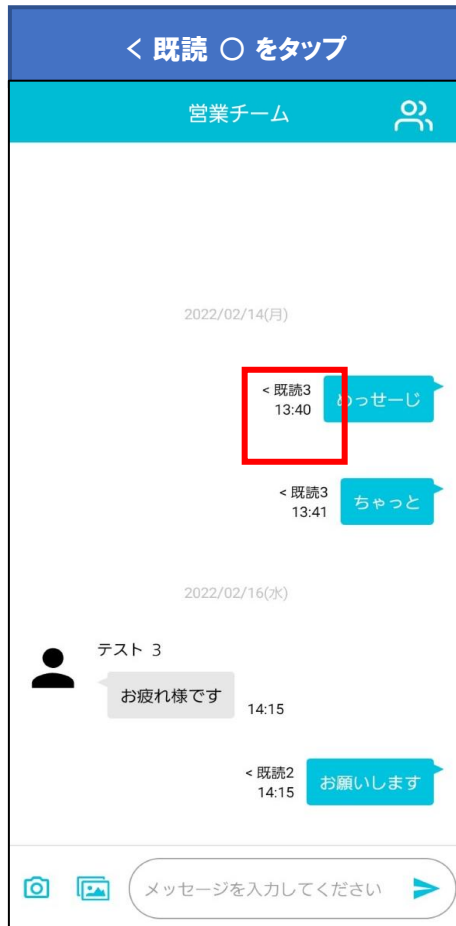 < 既読 〇 をタップ
営業チーム
2022/02/14(月)
< 既読3
13:40
めっせーじ
< 既読3
13:41
ちゃっと
2022/02/16(水)
テスト 3
お疲れ様です
14:15
< 既読2
14:15
お願いします
メッセージを入力してください